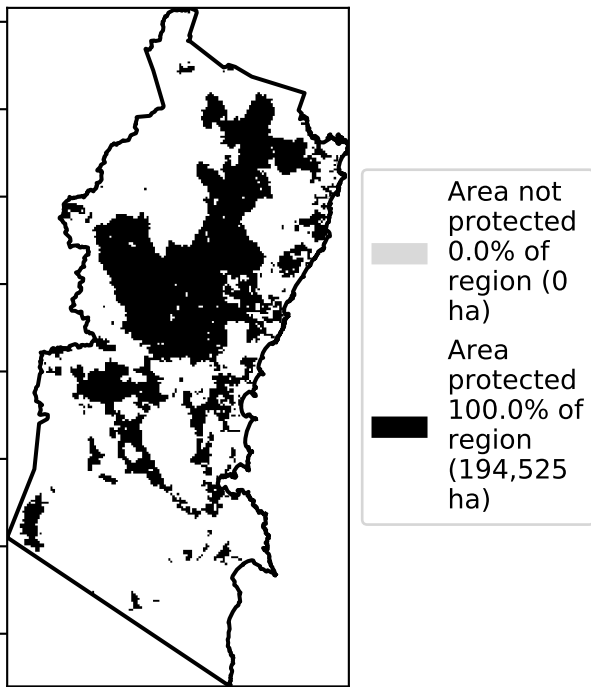 Area not
protected
0.0% of
region (0
ha)
Area
protected
100.0% of
region
(194,525
ha)